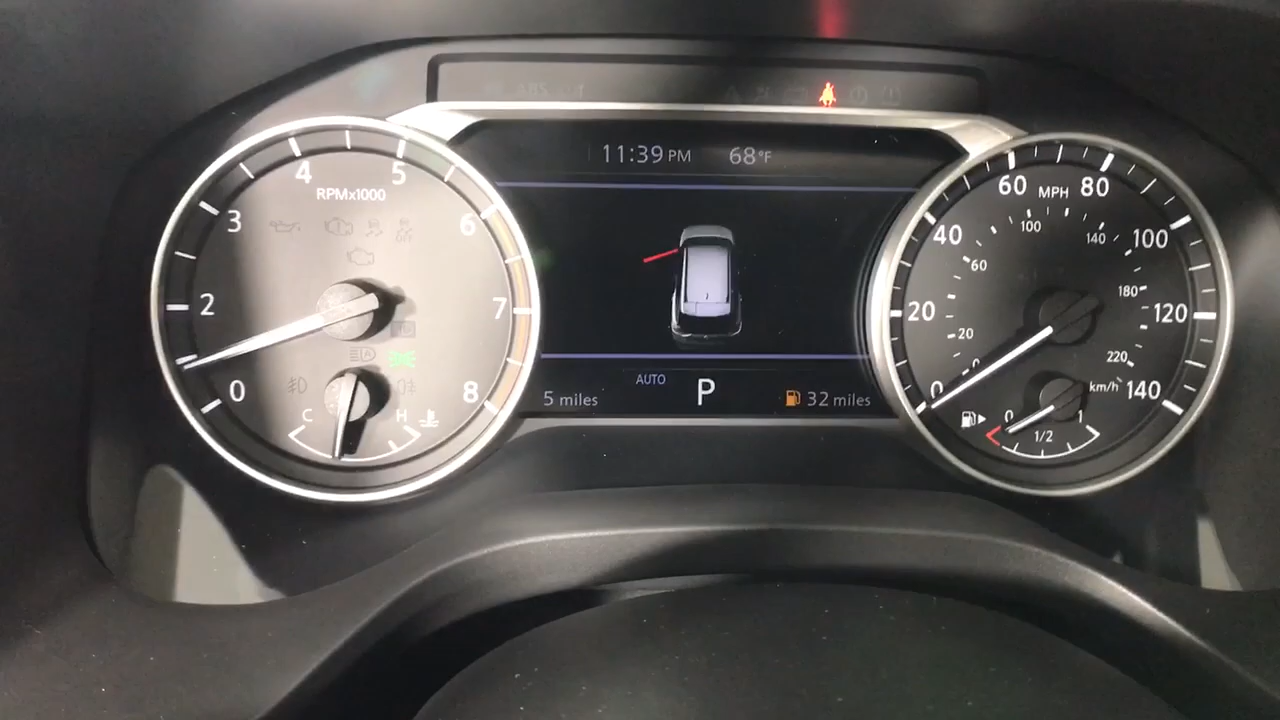 ABS
11:39 PM 68°F
4 5
RPMx1000
3 6
2 7
0 8
C H
60 MPH 80
40 100
20 120
0 140
100 140
60 180
20 220
0 km/h
0 1/2 1
AUTO
5 miles P 32 miles